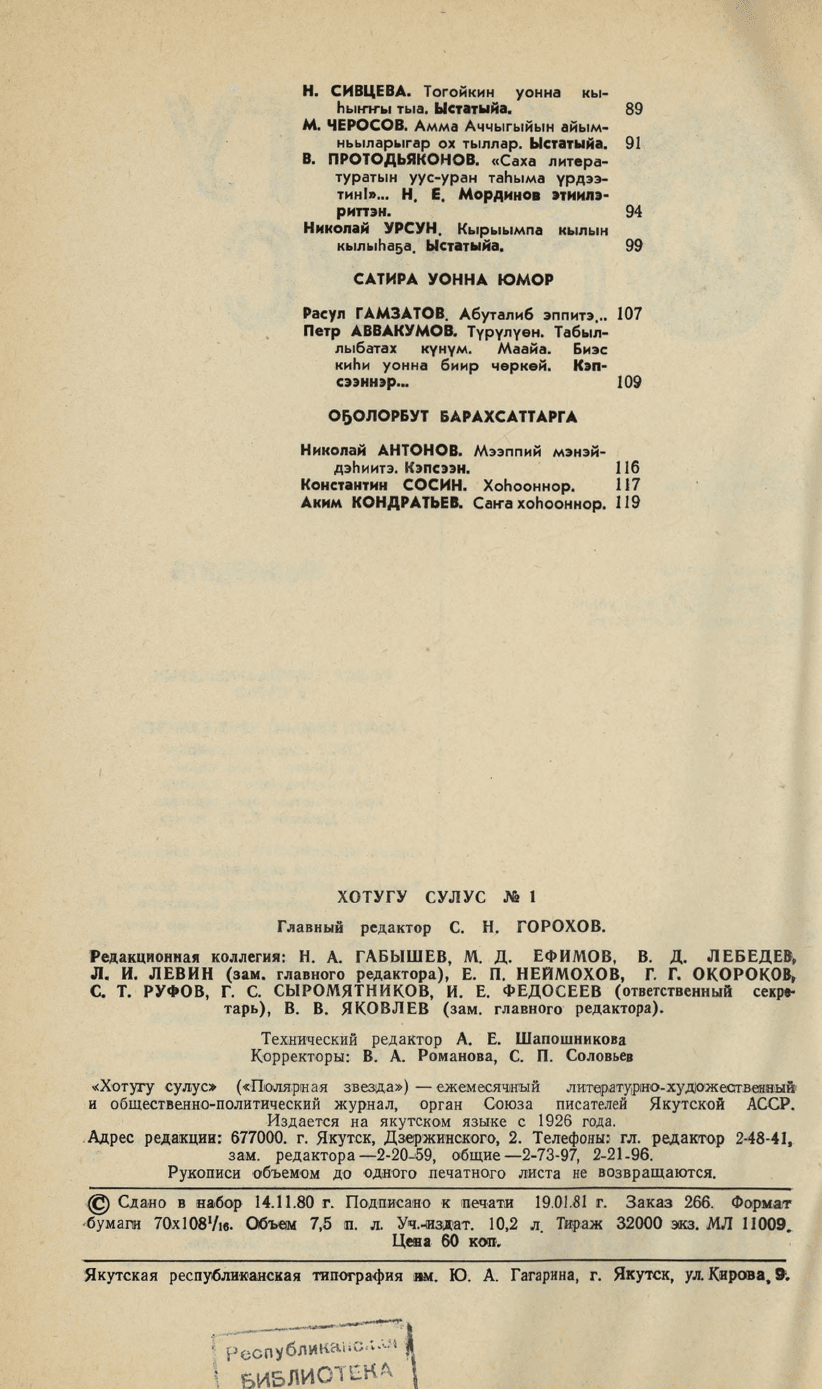 Н. СИВЦЕВА. Тогойкин уонна кы-
һыҥҥы тыа. Ыстатыйа. 89
М. ЧЕРОСОВ. Амма Аччыгыйын айым-
ньыларыгар ох тыллар. Ыстатыйа. 91
В. ПРОТОДЬЯКОНОВ. «Саха литера-
туратын уус-уран таһыма үрдээ-
тин!»... Н. Е. Мординов этиилэ-
риттэн. 94
Николай УРСУН. Кырыымпа кылын
кылыһаҕа. Ыстатыйа. 99
САТИРА УОННА ЮМОР
Расул ГАМЗАТОВ. Абуталиб эппитэ... 107
Петр АВВАКУМОВ. Түрүлүөн. Табыл-
лыбатах күнүм. Маайа. Биэс
киһи уонна биир чөркөй. Кэп-
сээннэр... 109
ОҔОЛОРБУТ БАРАХСАТТАРГА
Николай АНТОНОВ. Мээппий мэнэй-
дэһиитэ. Кэпсээн. 116
Константин СОСИН. Хоһооннор. 117
Аким КОНДРАТЬЕВ. Саҥа хоһооннор. 119
ХОТУГУ СУЛУС № 1
Главный редактор С. Н. ГОРОХОВ.
Редакционная коллегия: Н. А. ГАБЫШЕВ, М. Д. ЕФИМОВ, В. Д. ЛЕБЕДЕВ,
Л. И. ЛЕВИН (зам. главного редактора), Е. П. НЕЙМОХОВ, Г. Г. ОКОРОКОВ,
С. Т. РУФОВ, Г. С. СЫРОМЯТНИКОВ, И. Е. ФЕДОСЕЕВ (ответственный секре-
тарь), В. В. ЯКОВЛЕВ (зам. главного редактора).
Технический редактор А. Е. Шапошникова
Корректоры: В. А. Романова, С. П. Соловьев
«Хотугу сулус» («Полярная звезда») — ежемесячный литературно-художественный
и общественно-политический журнал, орган Союза писателей Якутской АССР.
Издается на якутском языке с 1926 года.
Адрес редакции: 677000. г. Якутск, Дзержинского, 2. Телефоны: гл. редактор 2-48-41,
зам. редактора — 2-20-59, общие — 2-73-97, 2-21-96.
Рукописи объемом до одного печатного листа не возвращаются.
© Сдано в набор 14.11.80 г. Подписано к печати 19.01.81 г. Заказ 266. Формат
бумаги 70х108¹/₁₆. Объем 7,5 п. л. Уч.-издат. 10,2 л. Тираж 32000 экз. МЛ 11009.
Цена 60 коп.
Якутская республиканская типография им. Ю. А. Гагарина, г. Якутск, ул. Кирова, 9.
Республиканская
БИБЛИОТЕКА